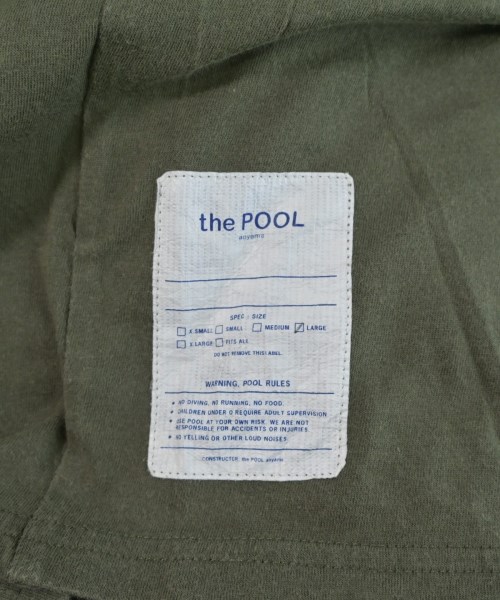 the POOL
aoyama
SPEC - SIZE
X-SMALL SMALL MEDIUM LARGE
X-LARGE FITS ALL
DO NOT REMOVE THIS LABEL.
WARNING, POOL RULES
• NO DIVING, NO RUNNING, NO FOOD.
• CHILDREN UNDER 0 REQUIRE ADULT SUPERVISION
• USE POOL AT YOUR OWN RISK. WE ARE NOT
RESPONSIBLE FOR ACCIDENTS OR INJURIES.
• NO YELLING OR OTHER LOUD NOISES.
CONSTRUCTER: the POOL aoyama